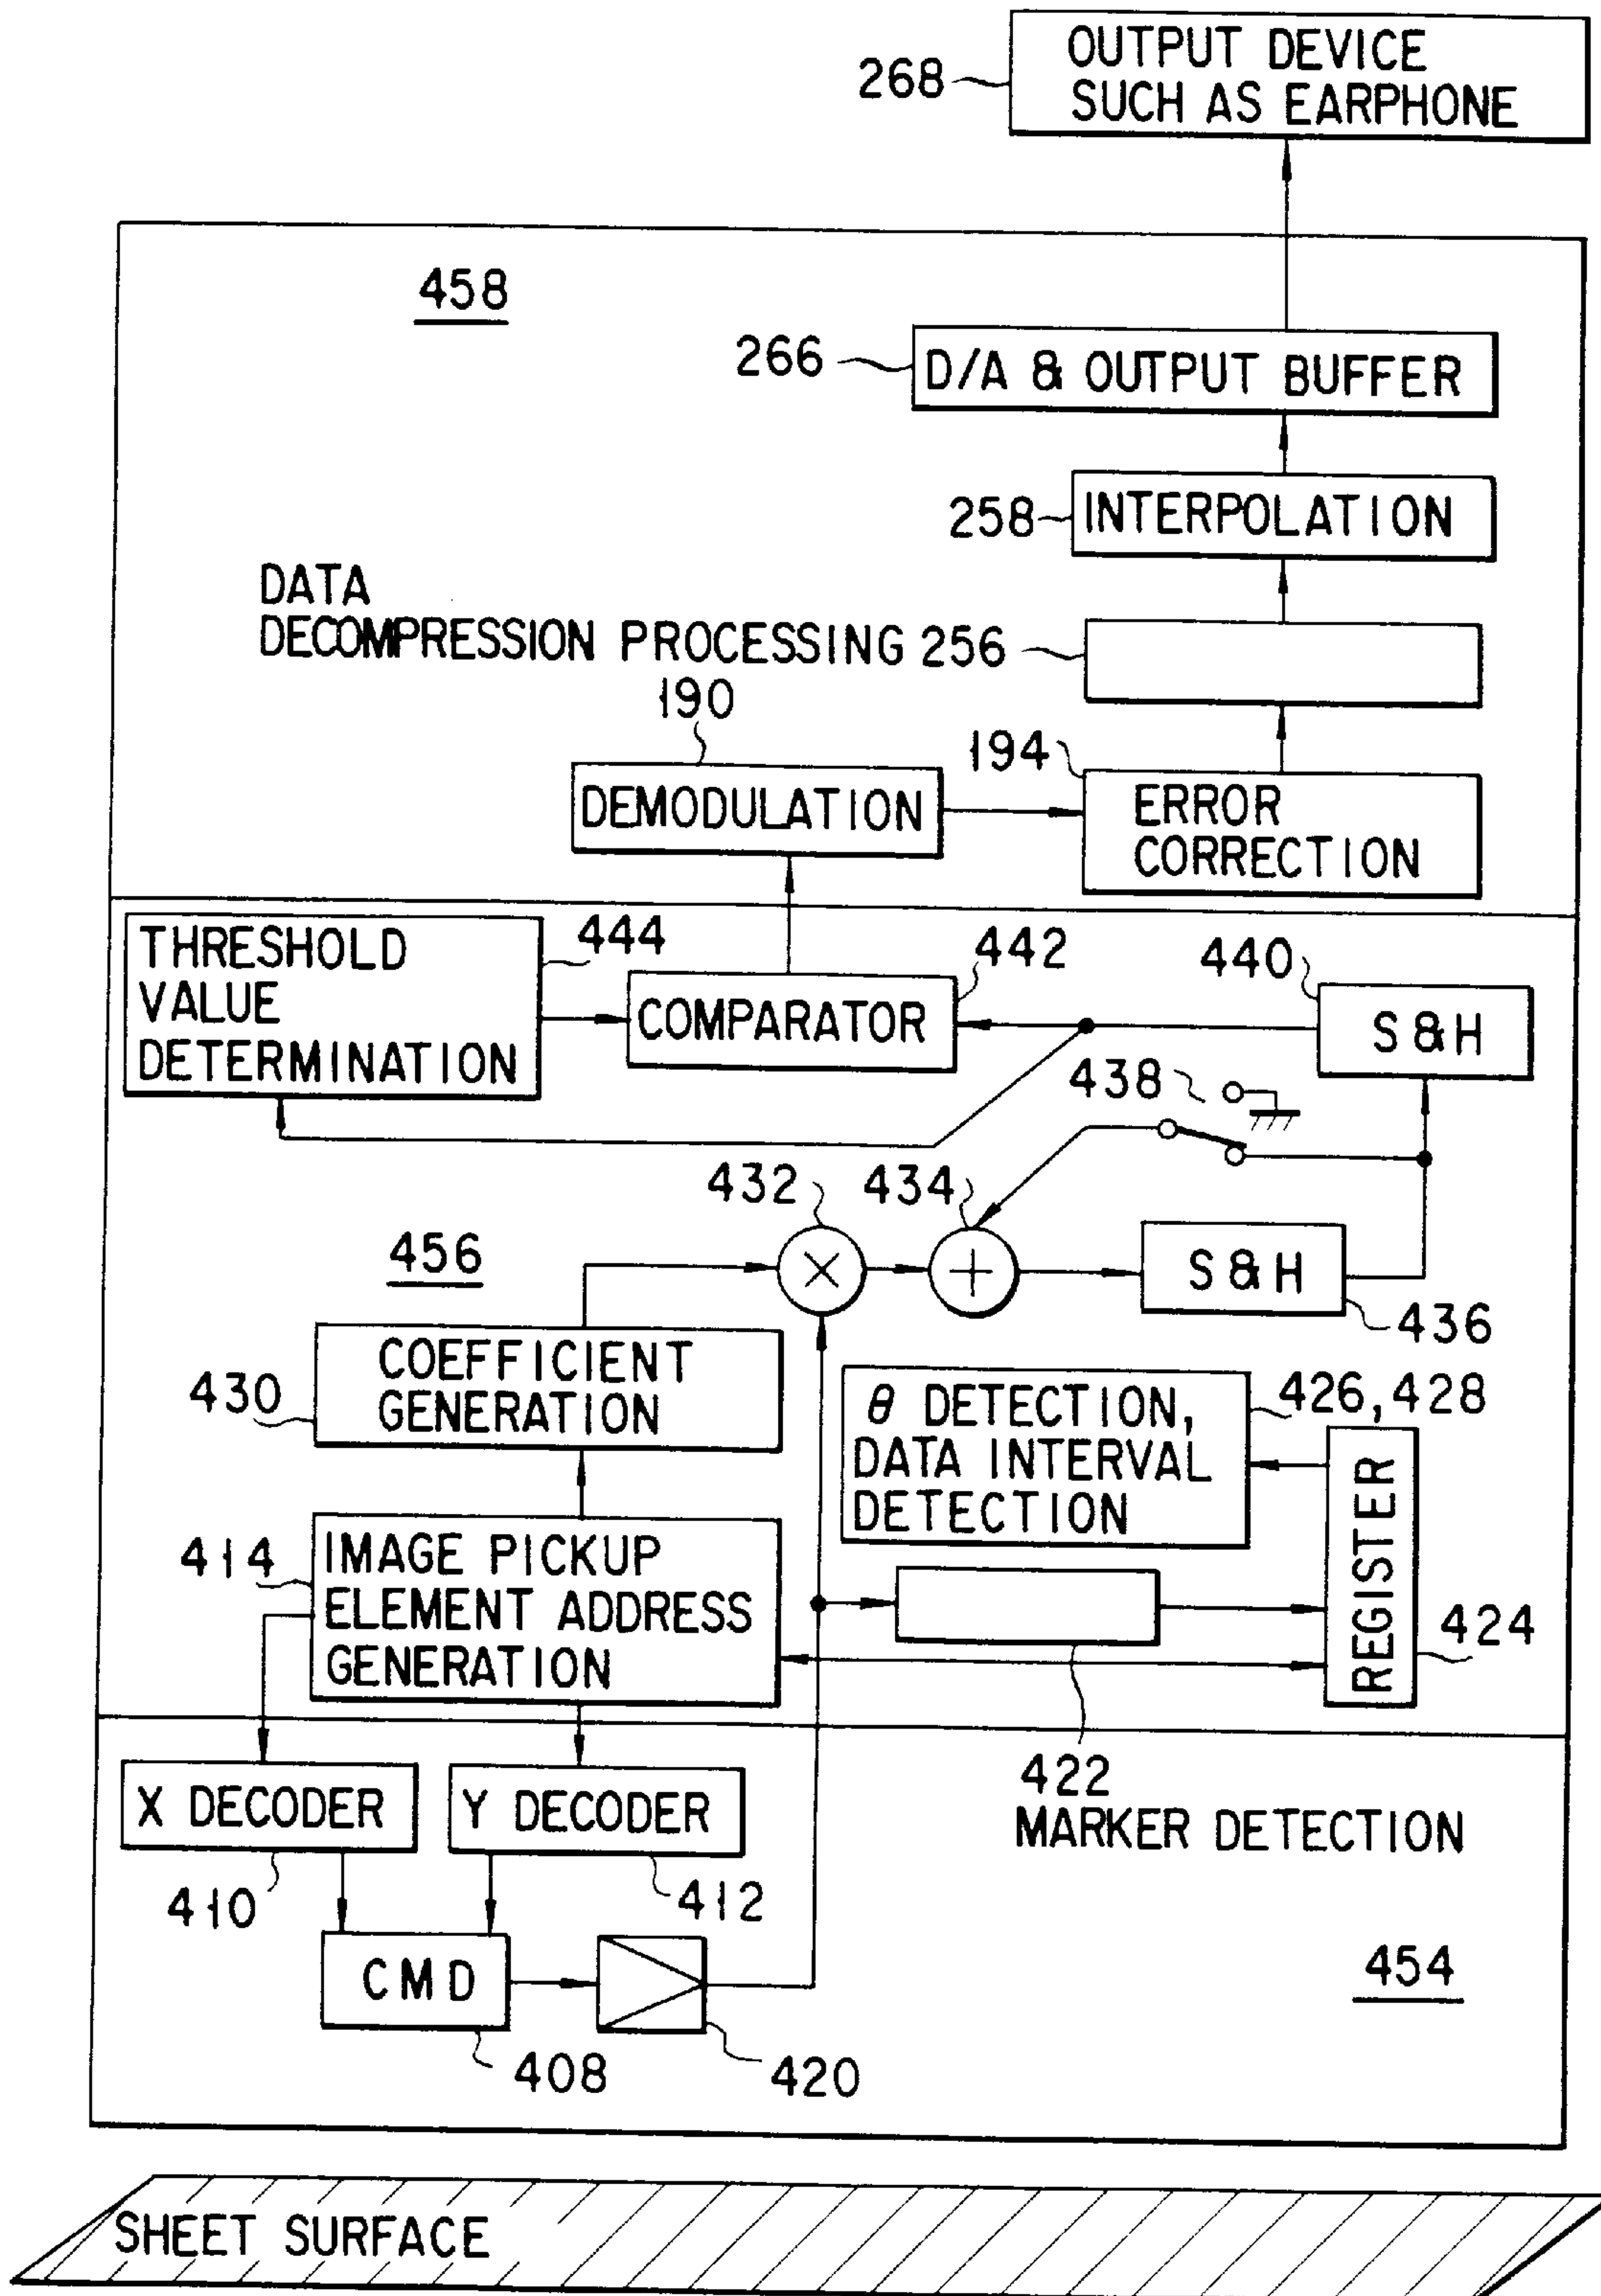 OUTPUT DEVICE
SUCH AS EARPHONE
268
458
266
D/A & OUTPUT BUFFER
258
INTERPOLATION
DATA
DECOMPRESSION PROCESSING 256
190
194
DEMODULATION
ERROR
CORRECTION
THRESHOLD
VALUE
DETERMINATION
444
442
440
COMPARATOR
S&H
438
432
434
456
×
+
S&H
436
COEFFICIENT
GENERATION
430
θ DETECTION,
DATA INTERVAL
DETECTION
426,428
REGISTER
424
414
IMAGE PICKUP
ELEMENT ADDRESS
GENERATION
422
MARKER DETECTION
X DECODER
Y DECODER
410
412
CMD
454
408
420
SHEET SURFACE